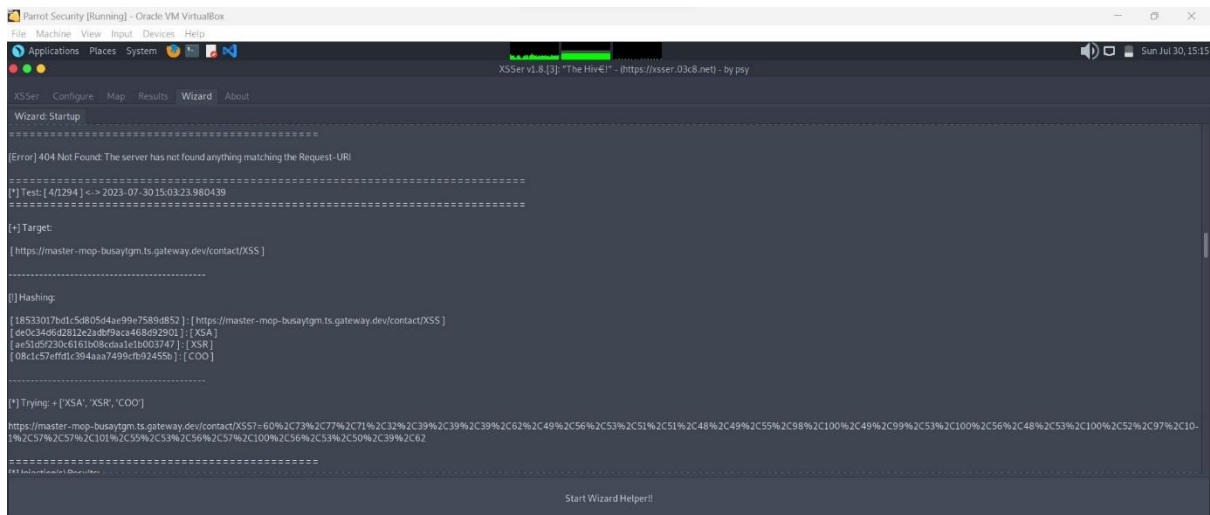 Parrot Security [Running] - Oracle VM VirtualBox
File Machine View Input Devices Help
Applications Places System
Sun Jul 30, 15:15
XSSer v1.8.[3]: "The Hiv€!" - (https://xsser.03c8.net) - by psy
XSSer Configure Map Results Wizard About
Wizard: Startup
=============================================
[Error] 404 Not Found: The server has not found anything matching the Request-URI
===========================================================================
[*] Test: [ 4/1294 ] <-> 2023-07-30 15:03:23.980439
===========================================================================
[+] Target:
[ https://master-mop-busaytgm.ts.gateway.dev/contact/XSS ]
---------------------------------------------
[!] Hashing:
[ 18533017bd1c5d805d4ae99e7589d852 ] : [ https://master-mop-busaytgm.ts.gateway.dev/contact/XSS ]
[ de0c34d6d2812e2adbf9aca468d92901 ] : [ XSA ]
[ ae51d5f230c6161b08cdaa1e1b003747 ] : [ XSR ]
[ 08c1c57effd1c394aaa7499cfb92455b ] : [ COO ]
---------------------------------------------
[*] Trying: + ['XSA', 'XSR', 'COO']
https://master-mop-busaytgm.ts.gateway.dev/contact/XSS?=60%2C73%2C77%2C71%2C32%2C39%2C39%2C39%2C62%2C49%2C56%2C53%2C51%2C51%2C48%2C49%2C55%2C98%2C100%2C49%2C99%2C53%2C100%2C56%2C48%2C53%2C100%2C52%2C97%2C10-
1%2C57%2C57%2C101%2C55%2C53%2C56%2C57%2C100%2C56%2C53%2C50%2C39%2C62
=============================================
[*] Injection(s) Results:
Start Wizard Helper!!